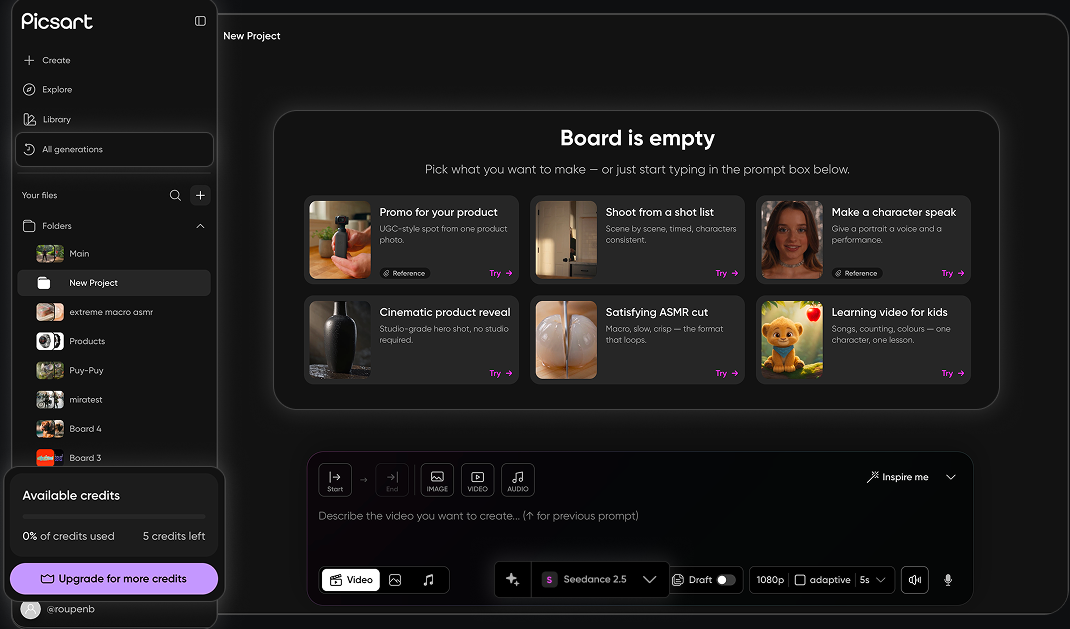 Picsart
Create
Explore
Library
All generations
Your files
Folders
Main
New Project
extreme macro asmr
Products
Puy-Puy
miratest
Board 4
Board 3
Available credits
0% of credits used 5 credits left
Upgrade for more credits
@roupenb
New Project
Board is empty
Pick what you want to make — or just start typing in the prompt box below.
Promo for your product
UGC-style spot from one product
photo.
Reference Try →
Shoot from a shot list
Scene by scene, timed, characters
consistent.
Try →
Make a character speak
Give a portrait a voice and a
performance.
Reference Try →
Cinematic product reveal
Studio-grade hero shot, no studio
required.
Try →
Satisfying ASMR cut
Macro, slow, crisp — the format
that loops.
Try →
Learning video for kids
Songs, counting, colours — one
character, one lesson.
Try →
Start → End IMAGE VIDEO AUDIO
Inspire me
Describe the video you want to create... (↑ for previous prompt)
Video
S Seedance 2.5
Draft
1080p adaptive 5s